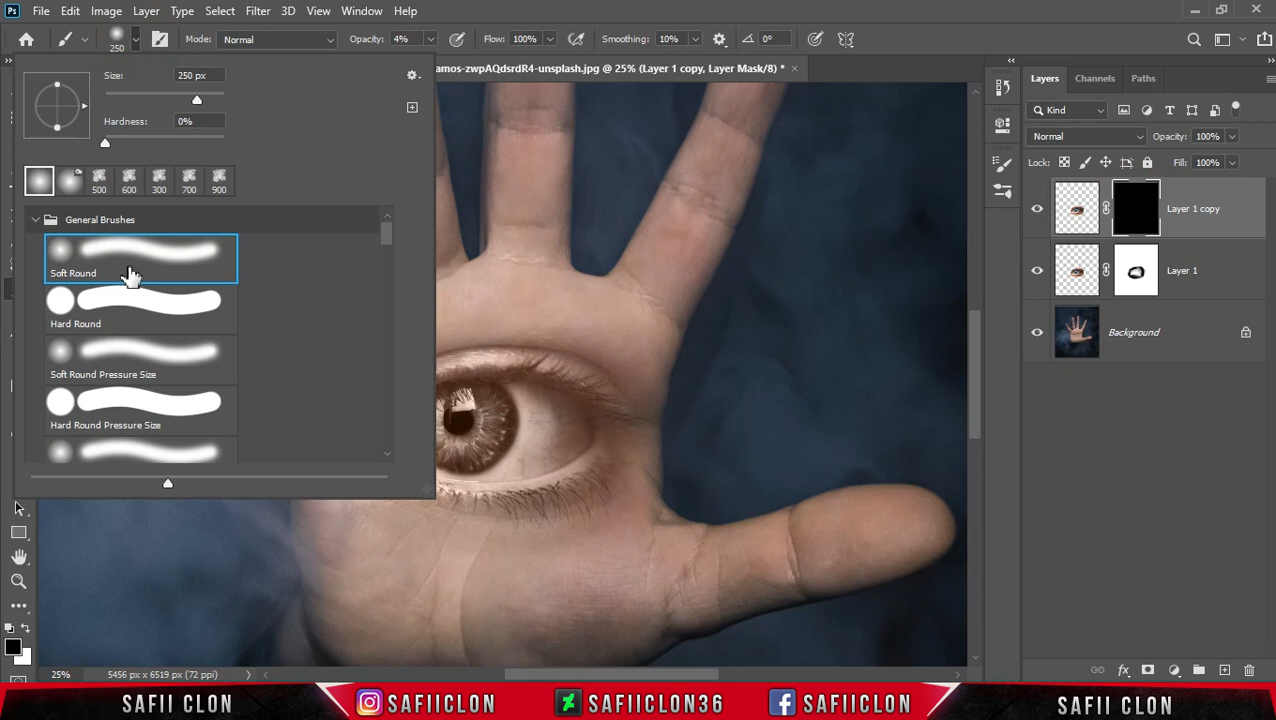 Ps File Edit Image Layer Type Select Filter 3D View Window Help
250 Mode: Normal Opacity: 4% Flow: 100% Smoothing: 10% 0°
amos-zwpAQdsrdR4-unsplash.jpg @ 25% (Layer 1 copy, Layer Mask/8) *
Size: 250 px
Hardness: 0%
500 600 300 700 900
General Brushes
Soft Round
Hard Round
Soft Round Pressure Size
Hard Round Pressure Size
Layers Channels Paths
Kind
Normal Opacity: 100%
Lock: Fill: 100%
Layer 1 copy
Layer 1
Background
25% 5456 px x 6519 px (72 ppi)
SAFII CLON SAFIICLON SAFIICLON36 SAFIICLON SAFII CLON